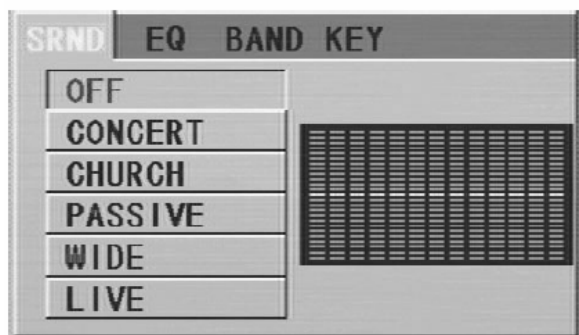 SRND EQ BAND KEY
OFF
CONCERT
CHURCH
PASSIVE
WIDE
LIVE